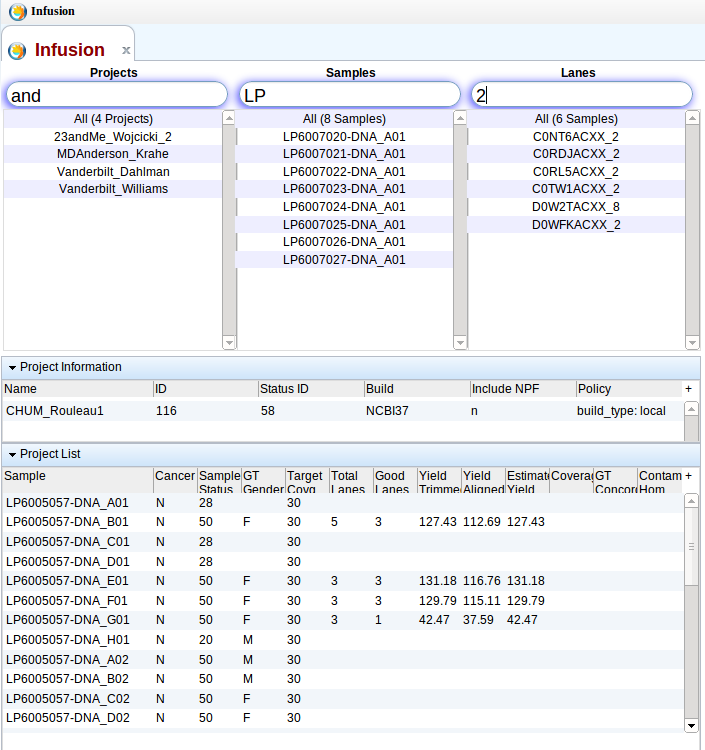 Infusion
Infusion x
Projects Samples Lanes
and LP 2
All (4 Projects) All (8 Samples) All (6 Samples)
23andMe_Wojcicki_2 LP6007020-DNA_A01 C0NT6ACXX_2
MDAnderson_Krahe LP6007021-DNA_A01 C0RDJACXX_2
Vanderbilt_Dahlman LP6007022-DNA_A01 C0RL5ACXX_2
Vanderbilt_Williams LP6007023-DNA_A01 C0TW1ACXX_2
LP6007024-DNA_A01 D0W2TACXX_8
LP6007025-DNA_A01 D0WFKACXX_2
LP6007026-DNA_A01
LP6007027-DNA_A01
Project Information
Name ID Status ID Build Include NPF Policy +
CHUM_Rouleau1 116 58 NCBI37 n build_type: local
Project List
Sample Cancer Sample GT Target Total Good Yield Yield Estimat Coverag GT Contam +
Status Gender Covg Lanes Lanes Trimme Aligned Yield Concor Hom
LP6005057-DNA_A01 N 28 30
LP6005057-DNA_B01 N 50 F 30 5 3 127.43 112.69 127.43
LP6005057-DNA_C01 N 28 30
LP6005057-DNA_D01 N 28 30
LP6005057-DNA_E01 N 50 F 30 3 3 131.18 116.76 131.18
LP6005057-DNA_F01 N 50 F 30 3 3 129.79 115.11 129.79
LP6005057-DNA_G01 N 50 F 30 3 1 42.47 37.59 42.47
LP6005057-DNA_H01 N 20 M 30
LP6005057-DNA_A02 N 50 M 30
LP6005057-DNA_B02 N 50 M 30
LP6005057-DNA_C02 N 50 F 30
LP6005057-DNA_D02 N 50 F 30